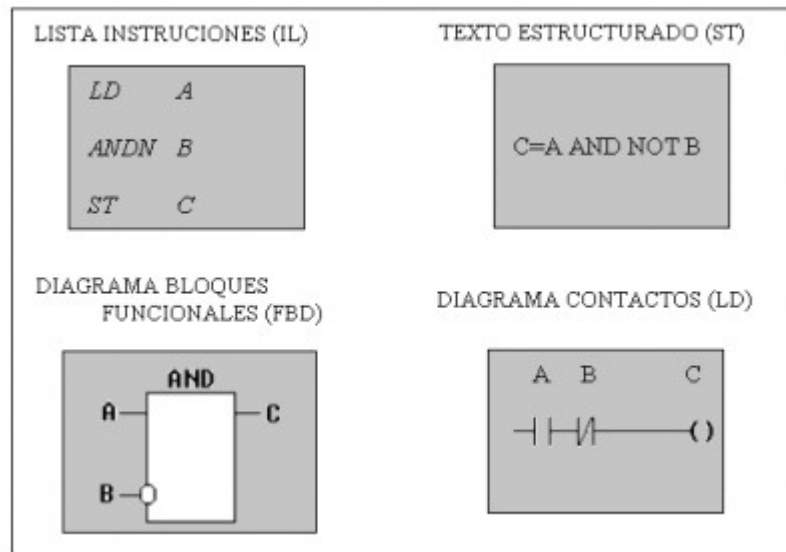 LISTA INSTRUCIONES (IL)
LD A
ANDN B
ST C
TEXTO ESTRUCTURADO (ST)
C=A AND NOT B
DIAGRAMA BLOQUES
FUNCIONALES (FBD)
AND
A C
B
DIAGRAMA CONTACTOS (LD)
A B C